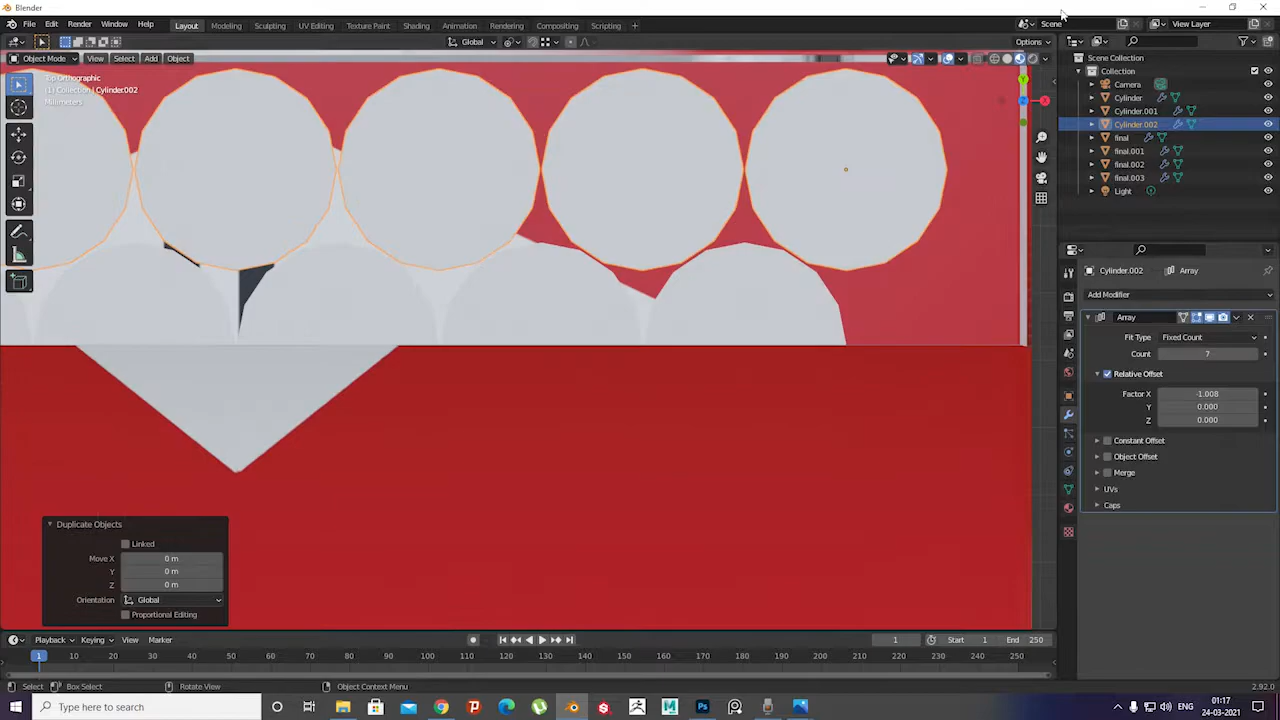 Blender
File Edit Render Window Help Layout Modeling Sculpting UV Editing Texture Paint Shading Animation Rendering Compositing Scripting + Scene View Layer
Global Options
Object Mode View Select Add Object
Top Orthographic
(1) Collection | Cylinder.002
Millimeters
Scene Collection
Collection
Camera
Cylinder
Cylinder.001
Cylinder.002
final
final.001
final.002
final.003
Light
Cylinder.002 Array
Add Modifier
Array
Fit Type Fixed Count
Count 7
Relative Offset
Factor X -1.008
Y 0.000
Z 0.000
Constant Offset
Object Offset
Merge
UVs
Caps
Duplicate Objects
Linked
Move X 0 m
Y 0 m
Z 0 m
Orientation Global
Proportional Editing
Playback Keying View Marker 1 Start 1 End 250
1 10 20 30 40 50 60 70 80 90 100 110 120 130 140 150 160 170 180 190 200 210 220 230 240 250
Select Box Select Rotate View Object Context Menu 2.92.0
Type here to search
ENG
01:17
24-03-2021